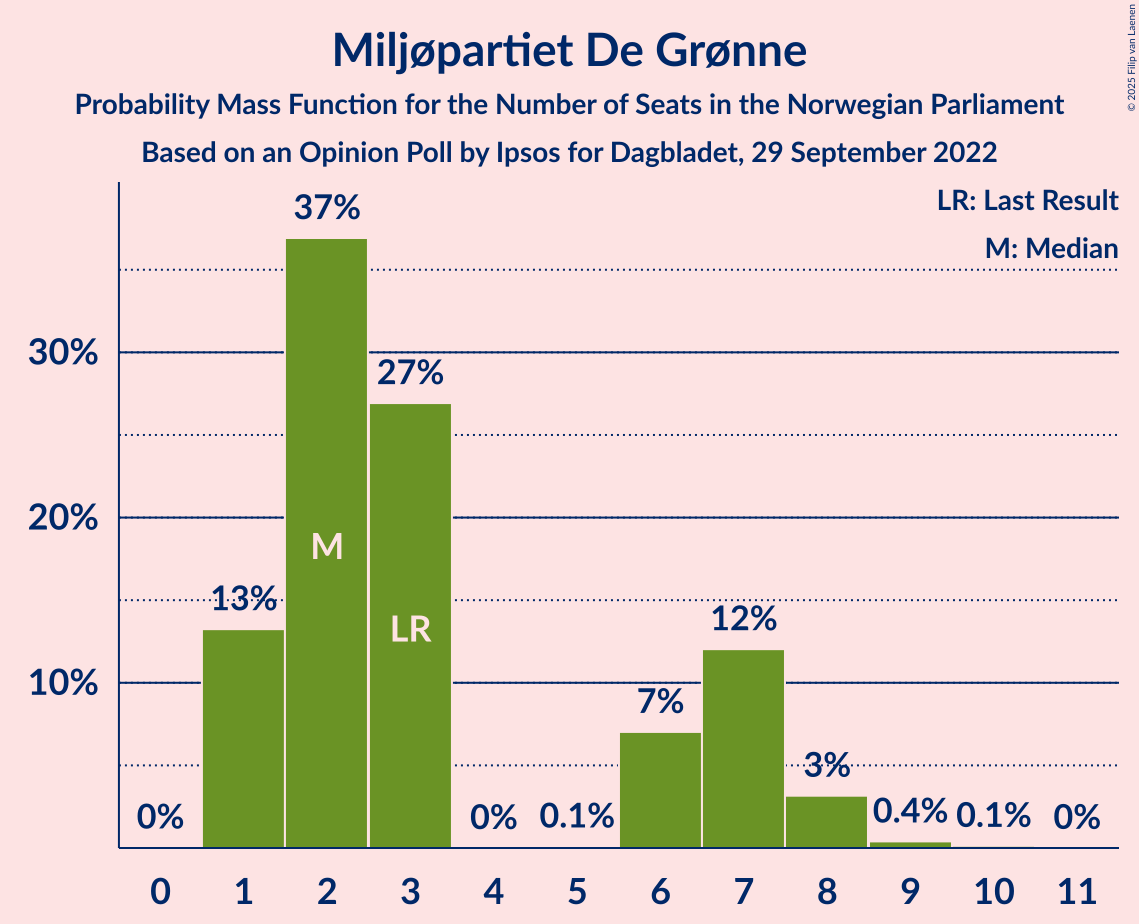 Miljøpartiet De Grønne
Probability Mass Function for the Number of Seats in the Norwegian Parliament
Based on an Opinion Poll by Ipsos for Dagbladet, 29 September 2022
© 2025 Filip van Laenen
LR: Last Result
M: Median
37%
30%
27%
20%
M
13%
LR
12%
10%
7%
3%
0%
0%
0.1%
0.4%
0.1%
0%
0 1 2 3 4 5 6 7 8 9 10 11